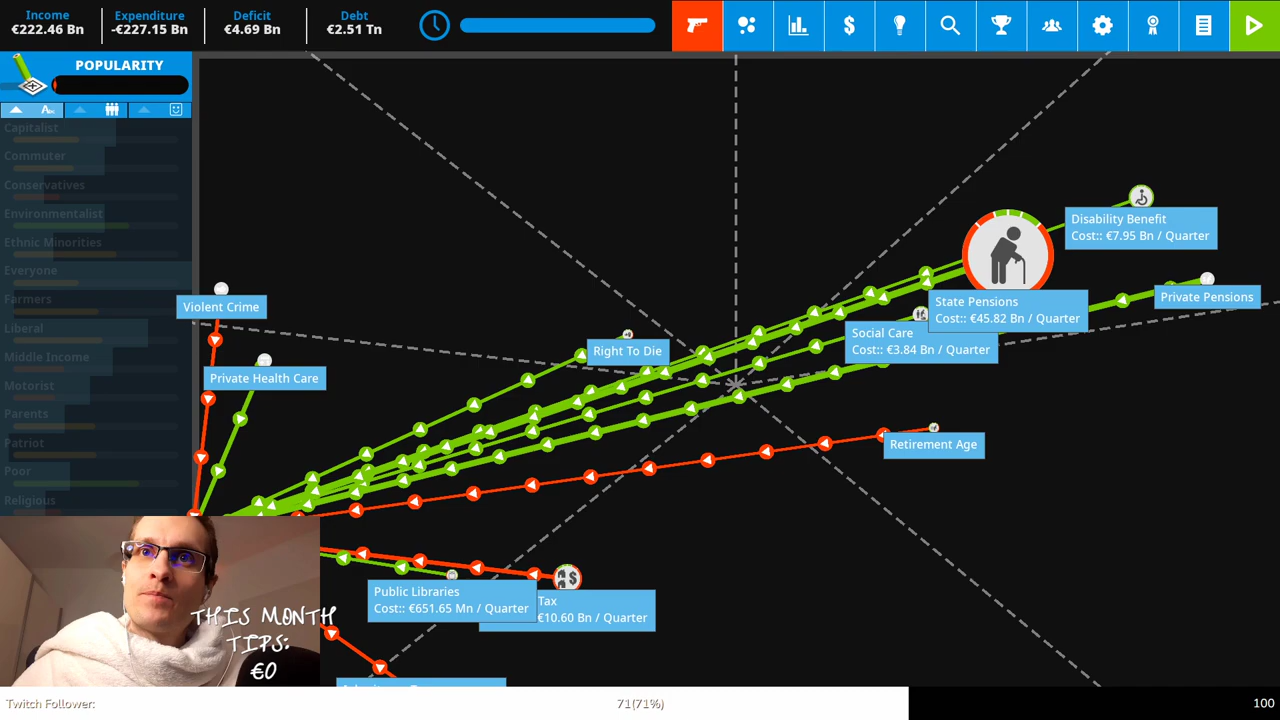 Income
€222.46 Bn
Expenditure
-€227.15 Bn
Deficit
€4.69 Bn
Debt
€2.51 Tn
POPULARITY
Capitalist
Commuter
Conservatives
Environmentalist
Ethnic Minorities
Everyone
Farmers
Liberal
Middle Income
Motorist
Parents
Patriot
Poor
Religious
Disability Benefit
Cost:: €7.95 Bn / Quarter
Violent Crime
State Pensions
Cost:: €45.82 Bn / Quarter
Private Pensions
Social Care
Cost:: €3.84 Bn / Quarter
Right To Die
Private Health Care
Retirement Age
Public Libraries
Cost:: €651.65 Mn / Quarter
Tax
€10.60 Bn / Quarter
THIS MONTH
TIPS:
€0
Twitch Follower:
71(71%)
100